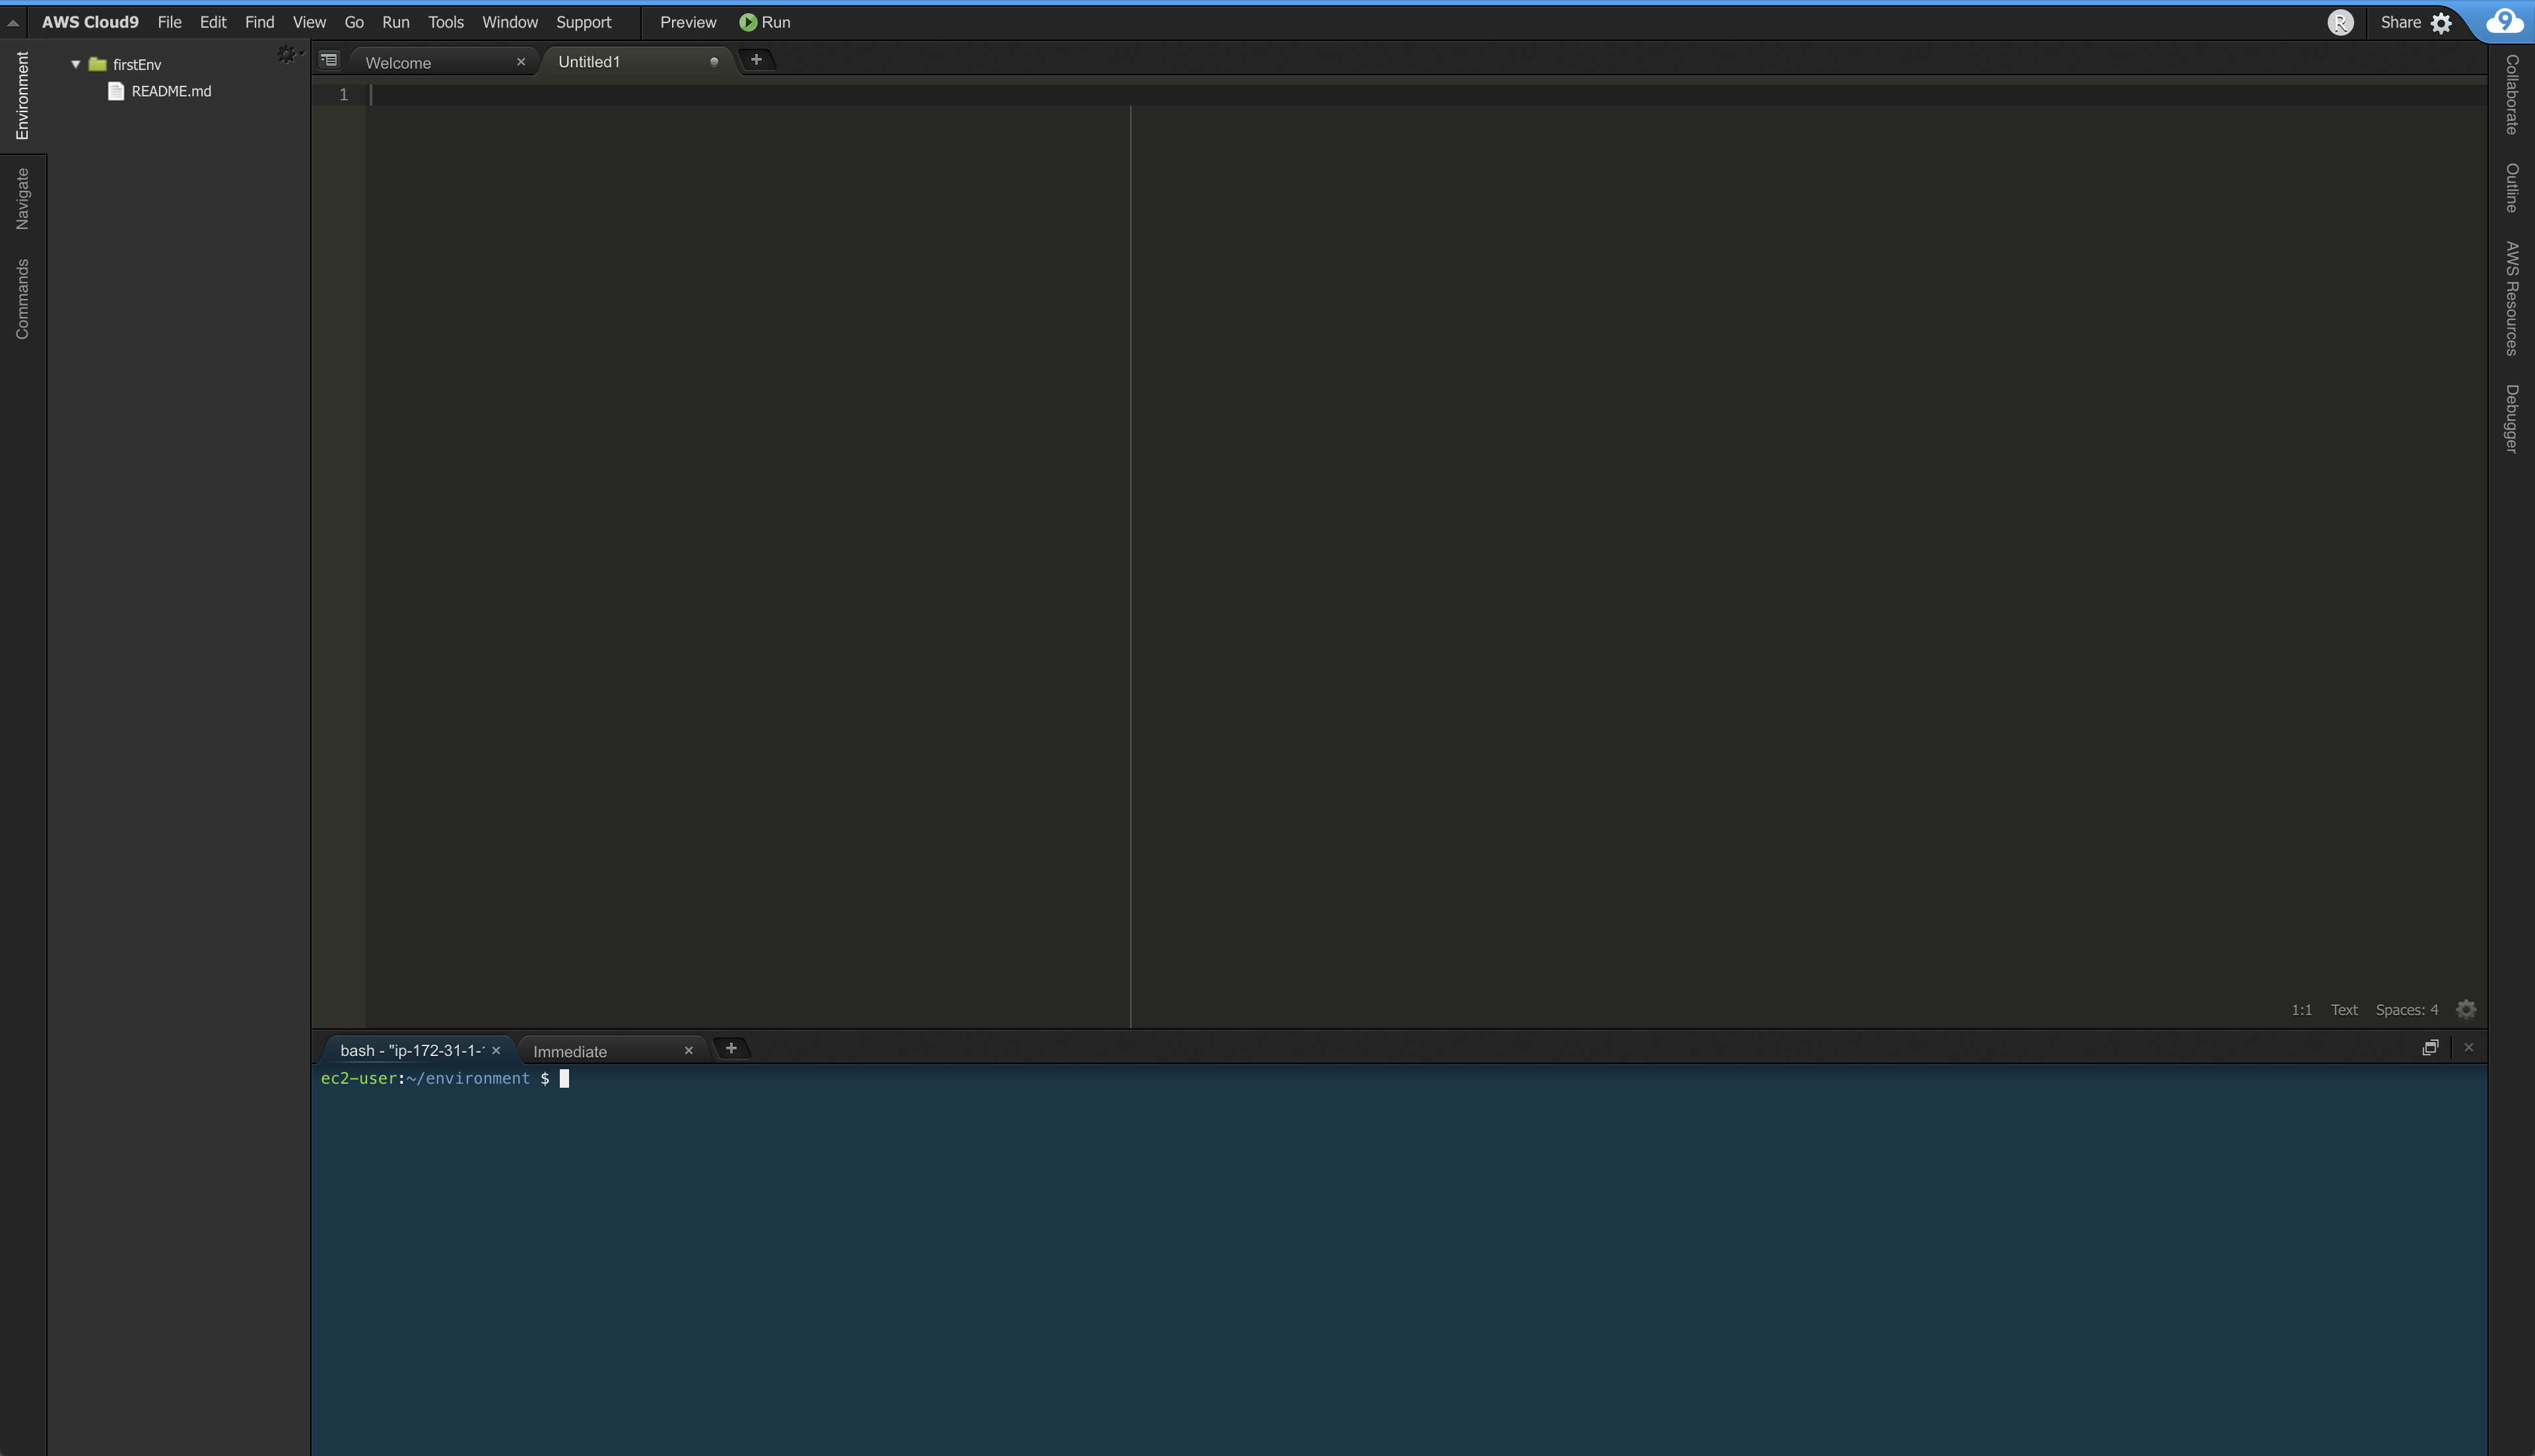 AWS Cloud9 File Edit Find View Go Run Tools Window Support Preview Run R Share 9
Environment
Navigate
Commands
firstEnv
README.md
Welcome
Untitled1
1
1:1 Text Spaces: 4
bash - "ip-172-31-1-
Immediate
ec2-user:~/environment $
Collaborate
Outline
AWS Resources
Debugger